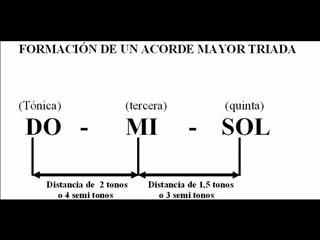 FORMACIÓN DE UN ACORDE MAYOR TRIADA
(Tónica) (tercera) (quinta)
DO - MI - SOL
Distancia de 2 tonos Distancia de 1,5 tonos
o 4 semi tonos o 3 semi tonos